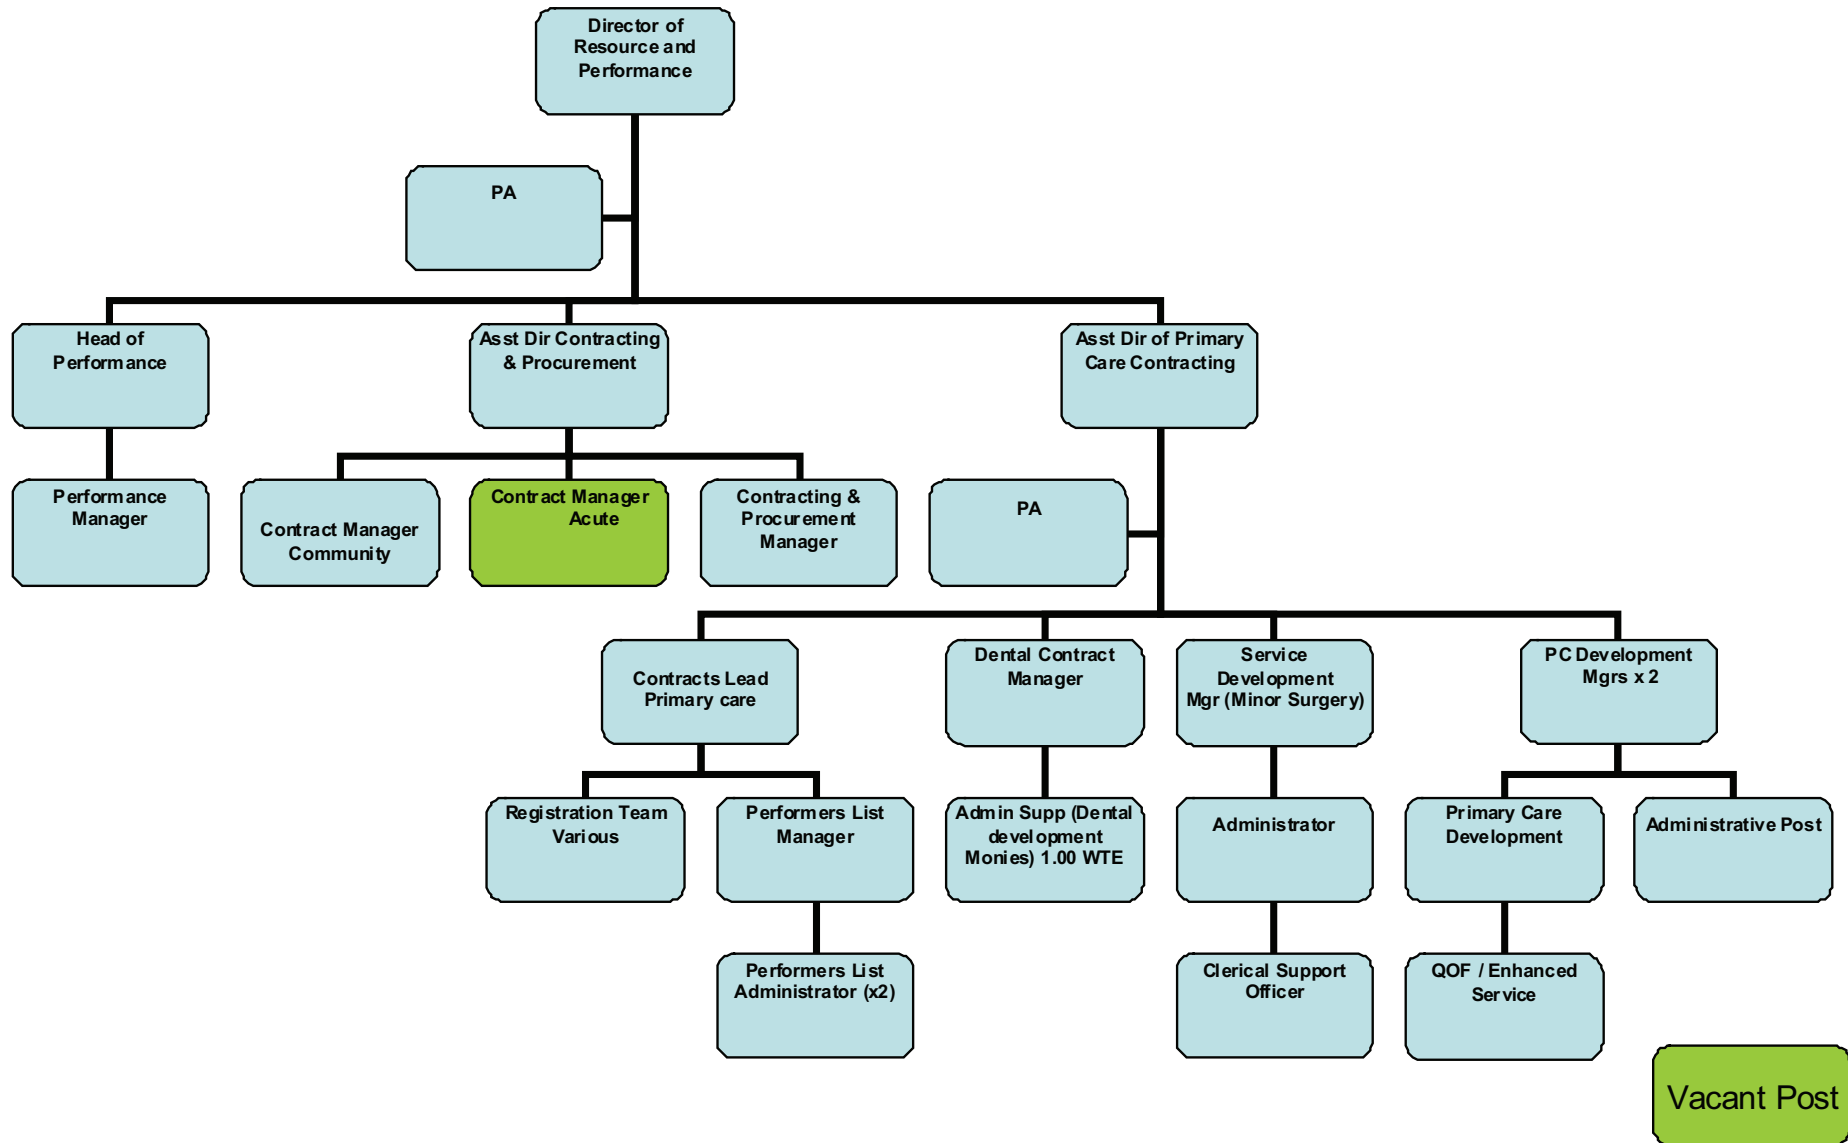 Director of
Resource and
Performance
PA
Head of
Performance
Asst Dir Contracting
& Procurement
Asst Dir of Primary
Care Contracting
Performance
Manager
Contract Manager
Community
Contract Manager
Acute
Contracting &
Procurement
Manager
PA
Contracts Lead
Primary care
Dental Contract
Manager
Service
Development
Mgr (Minor Surgery)
PC Development
Mgrs x 2
Registration Team
Various
Performers List
Manager
Admin Supp (Dental
development
Monies) 1.00 WTE
Administrator
Primary Care
Development
Administrative Post
Performers List
Administrator (x2)
Clerical Support
Officer
QOF / Enhanced
Service
Vacant Post